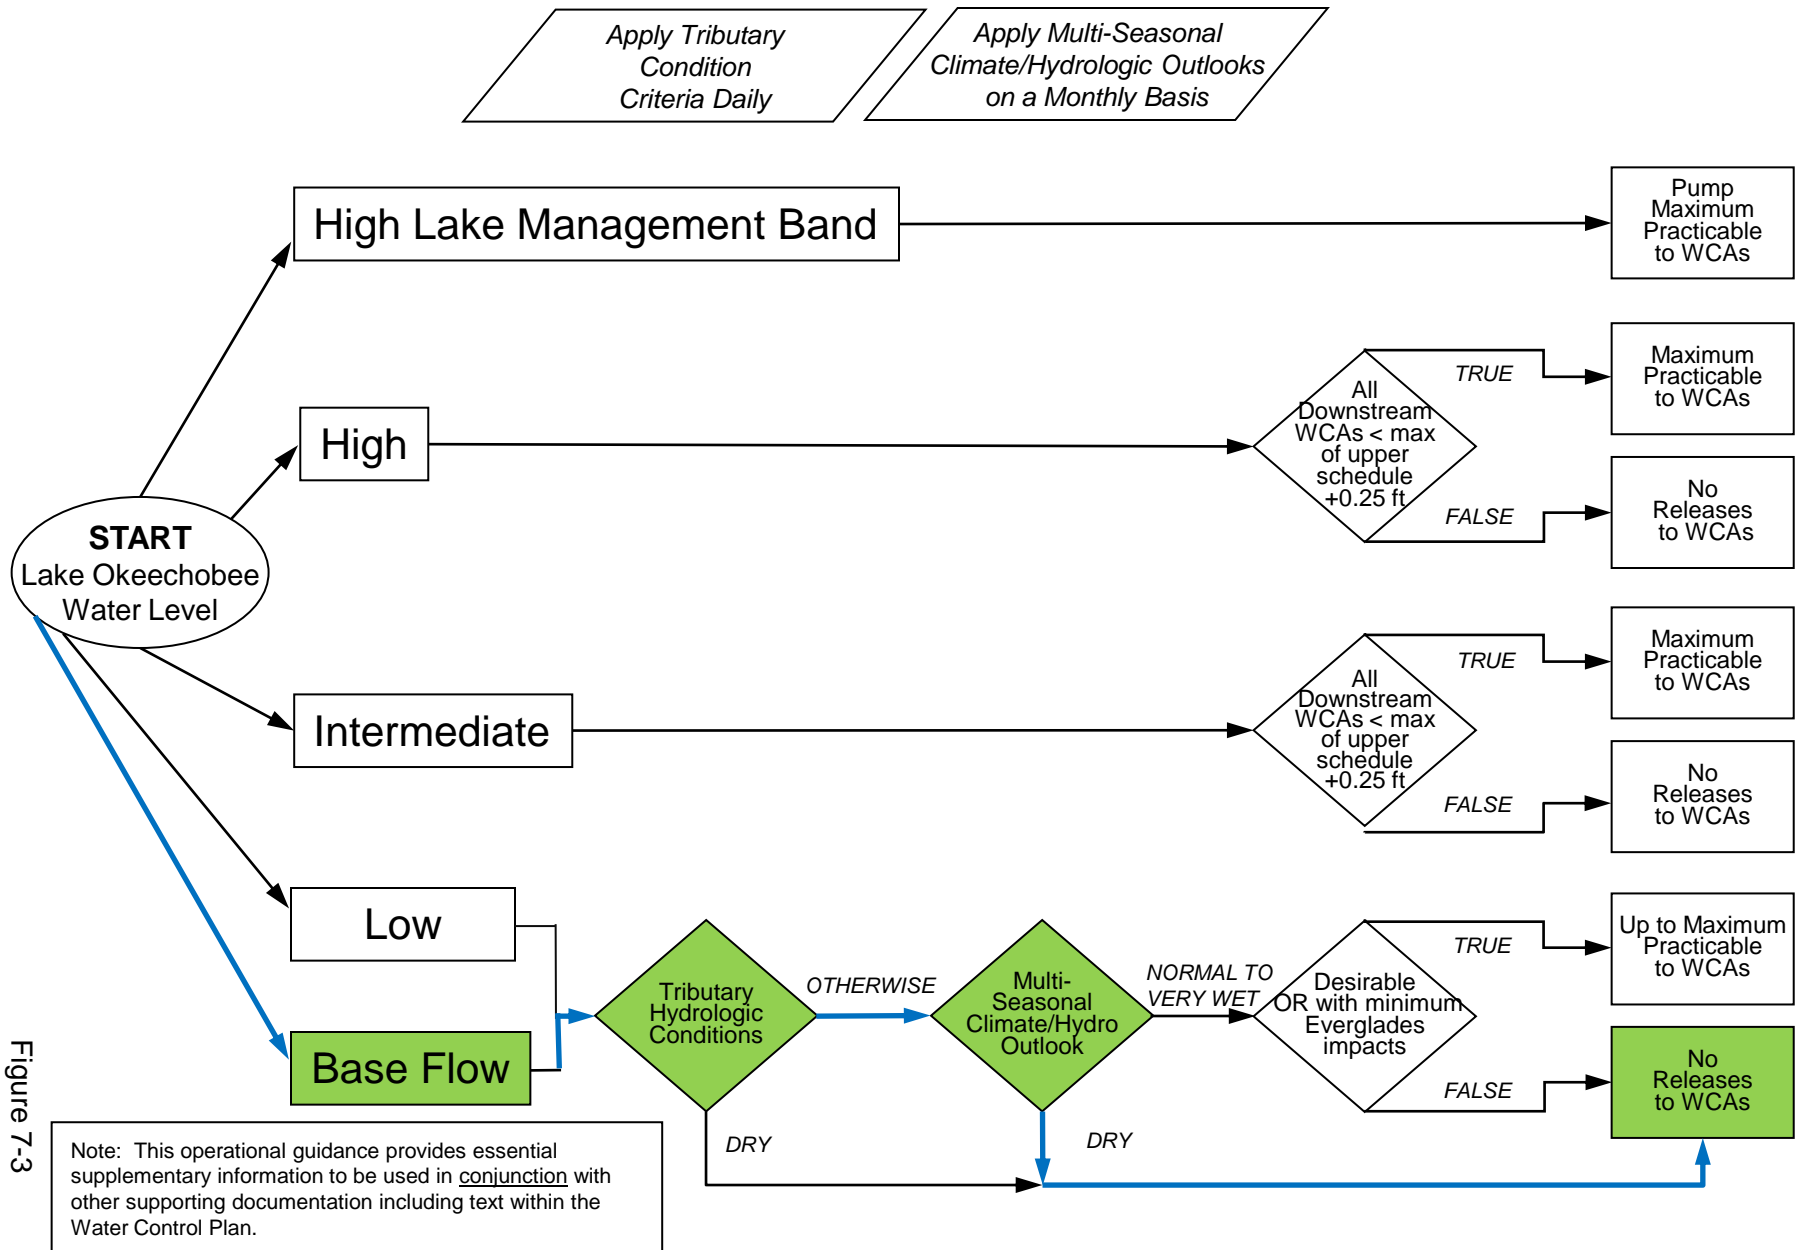 Apply Tributary
Condition
Criteria Daily
Apply Multi-Seasonal
Climate/Hydrologic Outlooks
on a Monthly Basis
High Lake Management Band
Pump
Maximum
Practicable
to WCAs
High
All
Downstream
WCAs < max
of upper
schedule
+0.25 ft
TRUE
Maximum
Practicable
to WCAs
FALSE
No
Releases
to WCAs
START
Lake Okeechobee
Water Level
Intermediate
All
Downstream
WCAs < max
of upper
schedule
+0.25 ft
TRUE
Maximum
Practicable
to WCAs
FALSE
No
Releases
to WCAs
Low
Base Flow
Tributary
Hydrologic
Conditions
OTHERWISE
DRY
Multi-
Seasonal
Climate/Hydro
Outlook
NORMAL TO
VERY WET
DRY
Desirable
OR with minimum
Everglades
impacts
TRUE
Up to Maximum
Practicable
to WCAs
FALSE
No
Releases
to WCAs
Figure 7-3
Note: This operational guidance provides essential
supplementary information to be used in conjunction with
other supporting documentation including text within the
Water Control Plan.